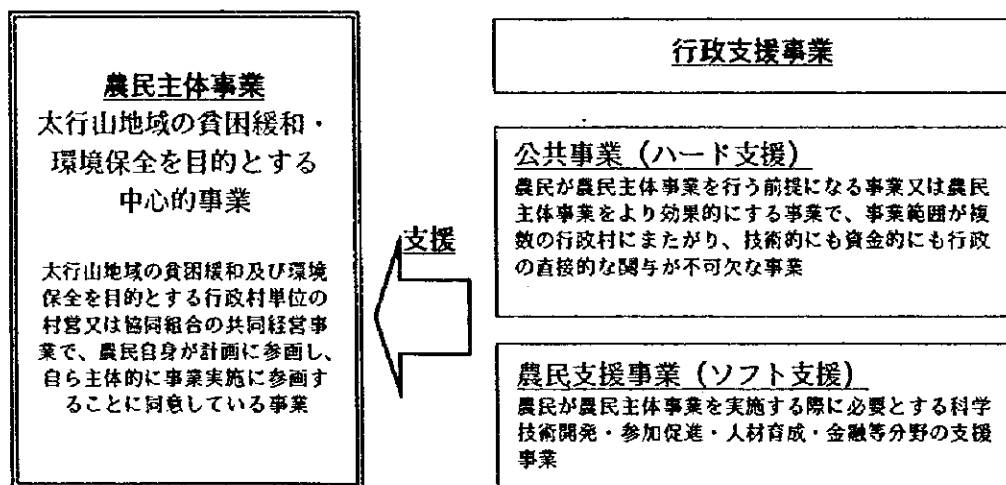 農民主体事業
太行山地域の貧困緩和・
環境保全を目的とする
中心的事業
太行山地域の貧困緩和及び環境
保全を目的とする行政村単位の
村営又は協同組合の共同経営事
業で、農民自身が計画に参画し、
自ら主体的に事業実施に参画す
ることに同意している事業
支援
行政支援事業
公共事業（ハード支援）
農民が農民主体事業を行う前提になる事業又は農民
主体事業をより効果的にする事業で、事業範囲が複
数の行政村にまたがり、技術的にも資金的にも行政
の直接的な関与が不可欠な事業
農民支援事業（ソフト支援）
農民が農民主体事業を実施する際に必要とする科学
技術開発・参加促進・人材育成・金融等分野の支援
事業